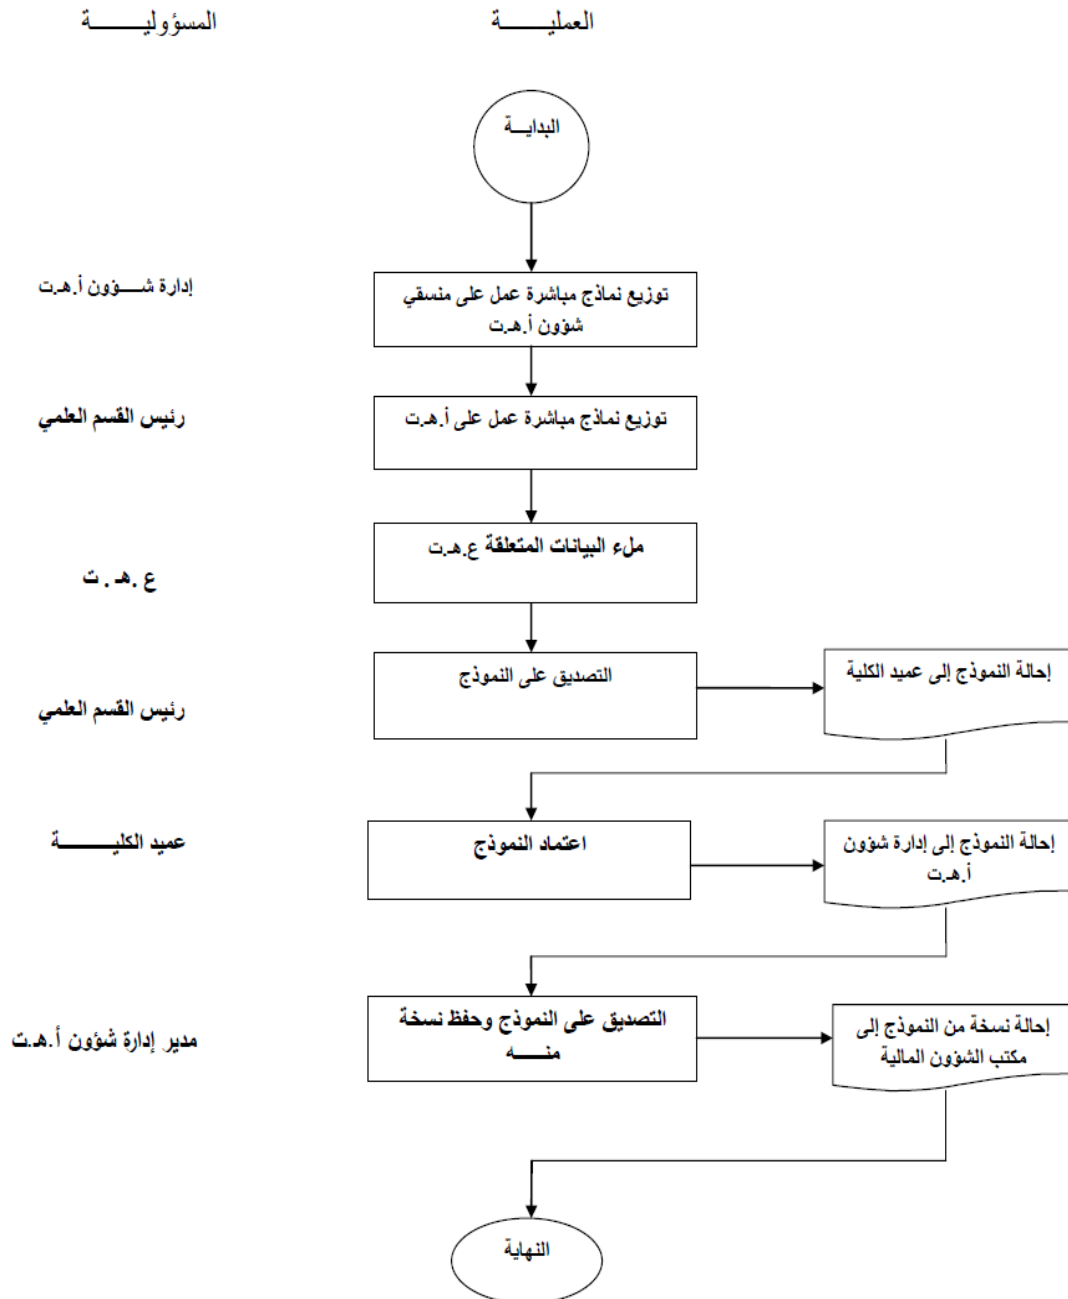 العمليـــــــة
المسؤوليـــــــة
البدايـــة
إدارة شـــؤون أ.هـ.ت
توزيع نماذج مباشرة عمل على منسقي
شؤون أ.هـ.ت
رئيس القسم العلمي
توزيع نماذج مباشرة عمل على أ.هـ.ت
ملء البيانات المتعلقة ع.هـ.ت
ع .هـ . ت
التصديق على النموذج
إحالة النموذج إلى عميد الكلية
رئيس القسم العلمي
عميد الكليـــــــة
اعتماد النموذج
إحالة النموذج إلى إدارة شؤون
أ.هـ.ت
مدير إدارة شؤون أ.هـ.ت
التصديق على النموذج وحفظ نسخة
منـــــه
إحالة نسخة من النموذج إلى
مكتب الشؤون المالية
النهاية